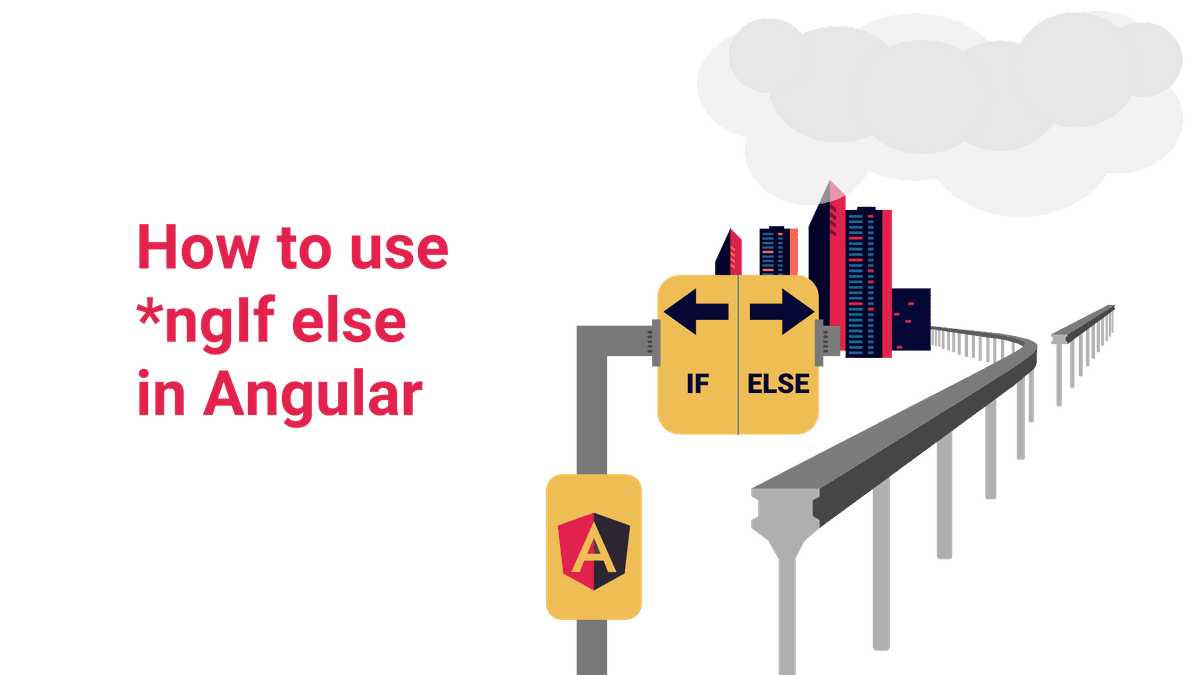 How to use
*ngIf else
in Angular
IF
ELSE
A